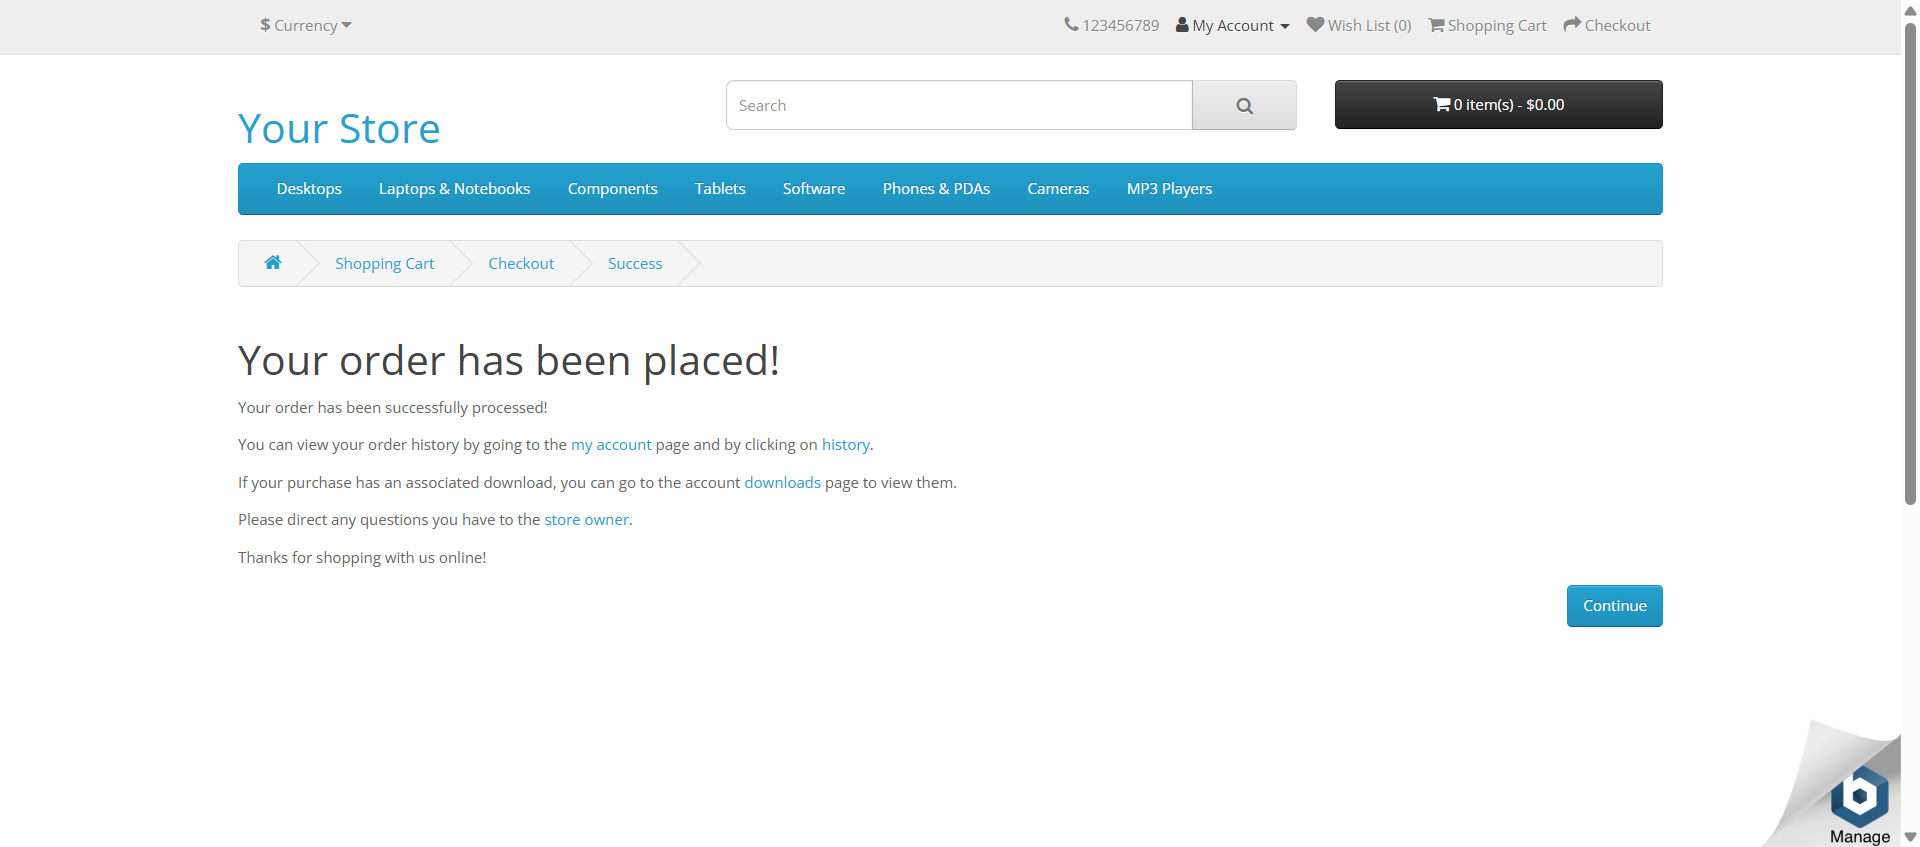 $ Currency
123456789 My Account Wish List (0) Shopping Cart Checkout
Your Store
Search
0 item(s) - $0.00
Desktops Laptops & Notebooks Components Tablets Software Phones & PDAs Cameras MP3 Players
Shopping Cart Checkout Success
Your order has been placed!
Your order has been successfully processed!
You can view your order history by going to the my account page and by clicking on history.
If your purchase has an associated download, you can go to the account downloads page to view them.
Please direct any questions you have to the store owner.
Thanks for shopping with us online!
Continue
b
Manage